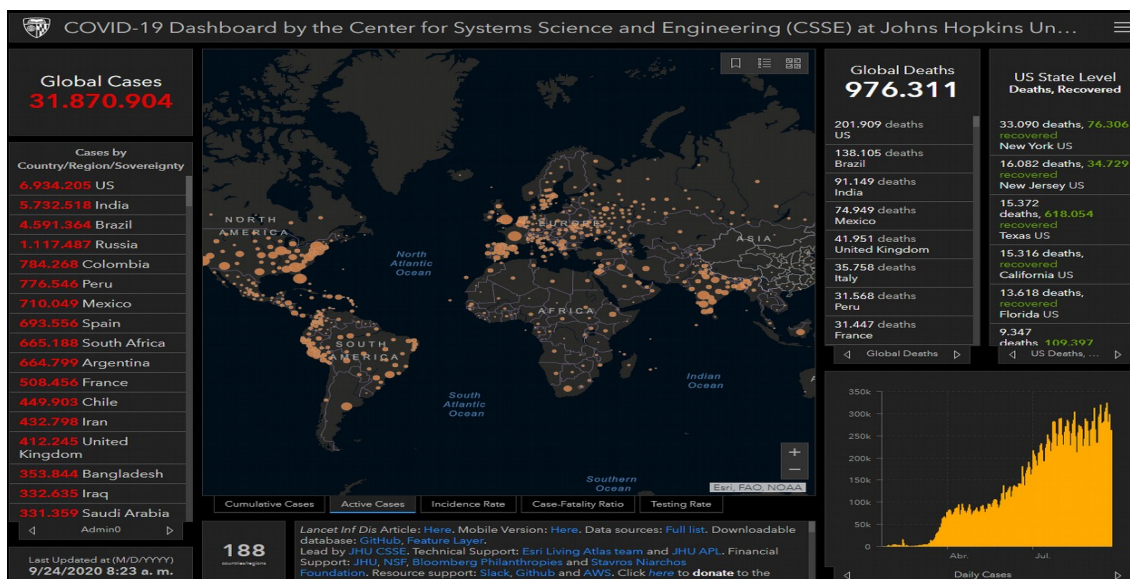 COVID-19 Dashboard by the Center for Systems Science and Engineering (CSSE) at Johns Hopkins Un...
Global Cases
31.870.904
Cases by
Country/Region/Sovereignty
6.934.205 US
5.732.518 India
4.591.364 Brazil
1.117.487 Russia
784.268 Colombia
776.546 Peru
710.049 Mexico
693.556 Spain
665.188 South Africa
664.799 Argentina
508.456 France
449.903 Chile
432.798 Iran
412.245 United
Kingdom
353.844 Bangladesh
332.635 Iraq
331.359 Saudi Arabia
Admin0
Last Updated at (M/D/YYYY)
9/24/2020 8:23 a. m.
NORTH
AMERICA
North
Atlantic
Ocean
EUROPE
ASIA
AFRICA
SOUTH
AMERICA
South
Atlantic
Ocean
Indian
Ocean
Southern
Ocean
+
−
Esri, FAO, NOAA
Cumulative Cases
Active Cases
Incidence Rate
Case-Fatality Ratio
Testing Rate
188
countries/regions
Lancet Inf Dis Article: Here. Mobile Version: Here. Data sources: Full list. Downloadable
database: GitHub, Feature Layer.
Lead by JHU CSSE. Technical Support: Esri Living Atlas team and JHU APL. Financial
Support: JHU, NSF, Bloomberg Philanthropies and Stavros Niarchos
Foundation. Resource support: Slack, Github and AWS. Click here to donate to the
Global Deaths
976.311
201.909 deaths
US
138.105 deaths
Brazil
91.149 deaths
India
74.949 deaths
Mexico
41.951 deaths
United Kingdom
35.758 deaths
Italy
31.568 deaths
Peru
31.447 deaths
France
Global Deaths
US State Level
Deaths, Recovered
33.090 deaths, 76.306
recovered
New York US
16.082 deaths, 34.729
recovered
New Jersey US
15.372
deaths, 618.054
recovered
Texas US
15.316 deaths,
recovered
California US
13.618 deaths,
recovered
Florida US
9.347
deaths, 109.397
US Deaths, ...
350k
300k
250k
200k
150k
100k
50k
0
Abr.
Jul.
Daily Cases